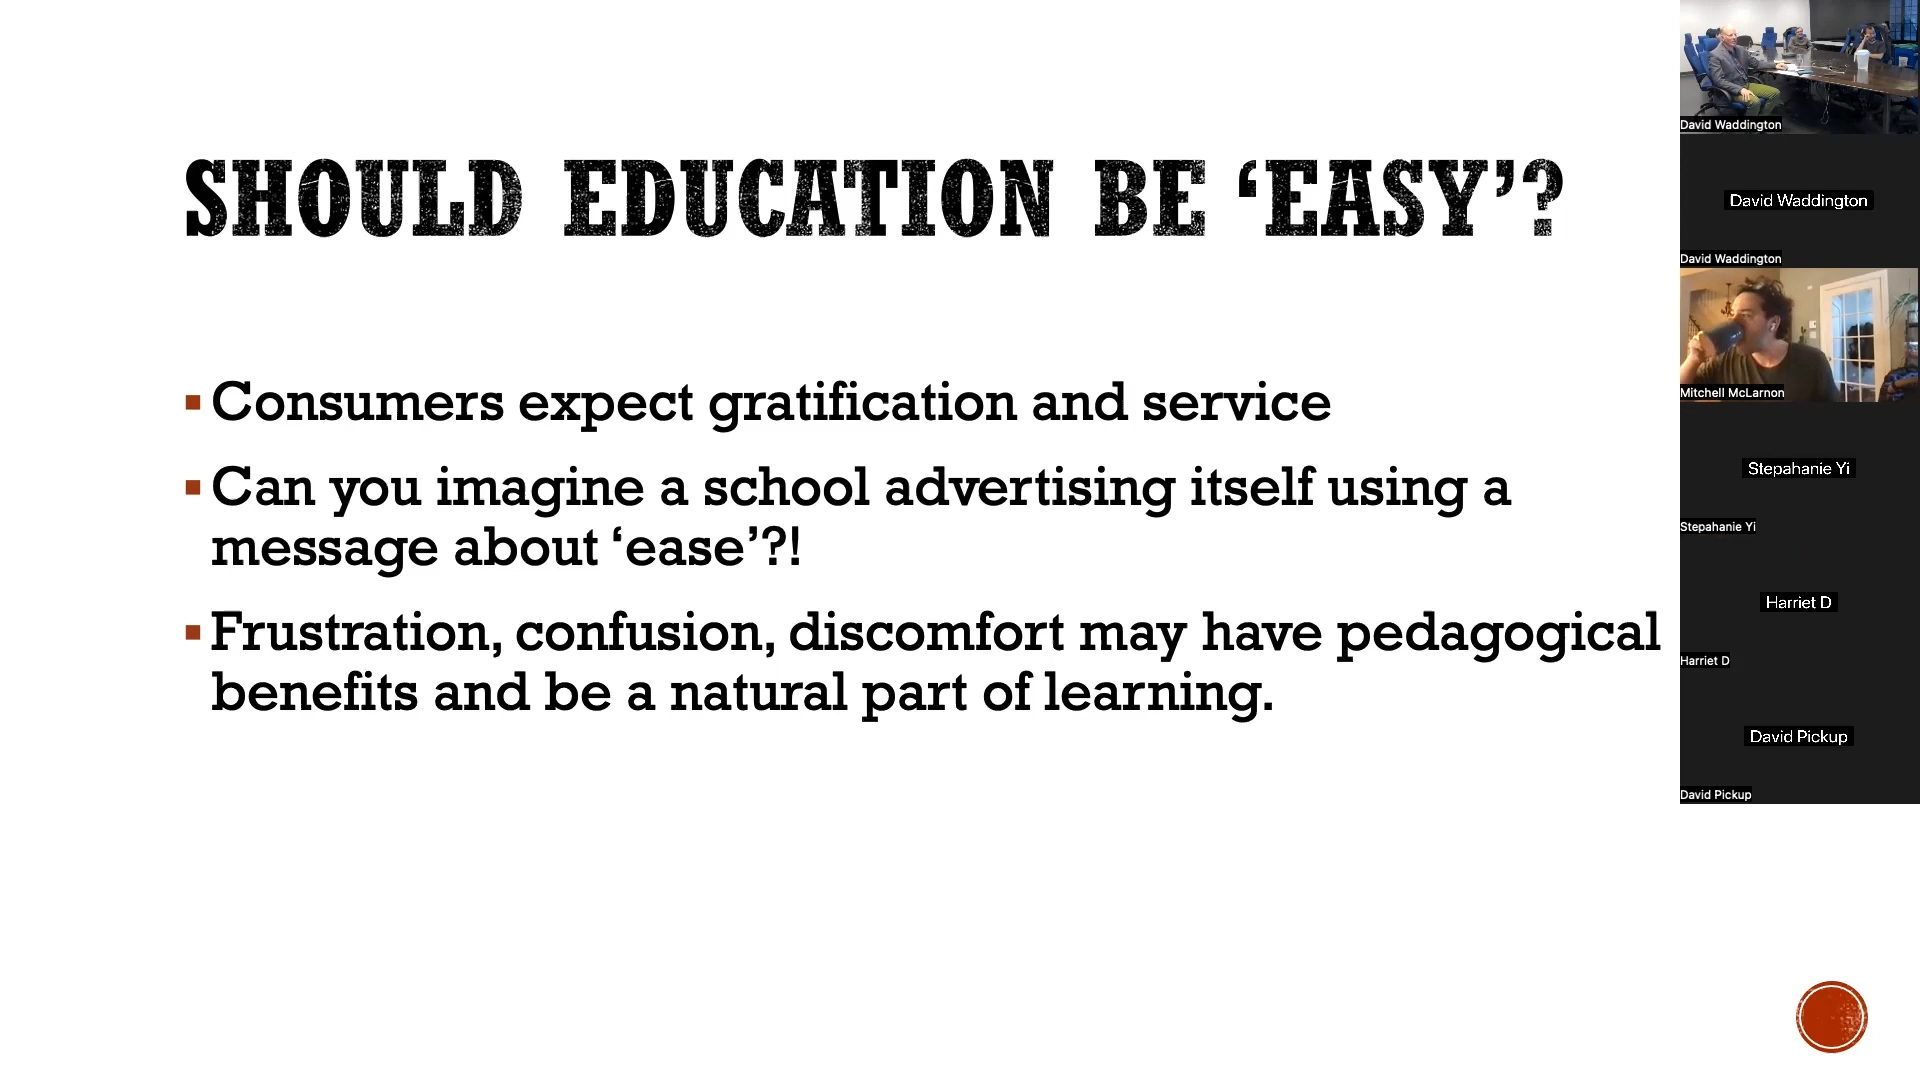 SHOULD EDUCATION BE ‘EASY’?
Consumers expect gratification and service
Can you imagine a school advertising itself using a
message about ‘ease’?!
Frustration, confusion, discomfort may have pedagogical
benefits and be a natural part of learning.
David Waddington
David Waddington
David Waddington
Mitchell McLarnon
Stepahanie Yi
Stepahanie Yi
Harriet D
Harriet D
David Pickup
David Pickup